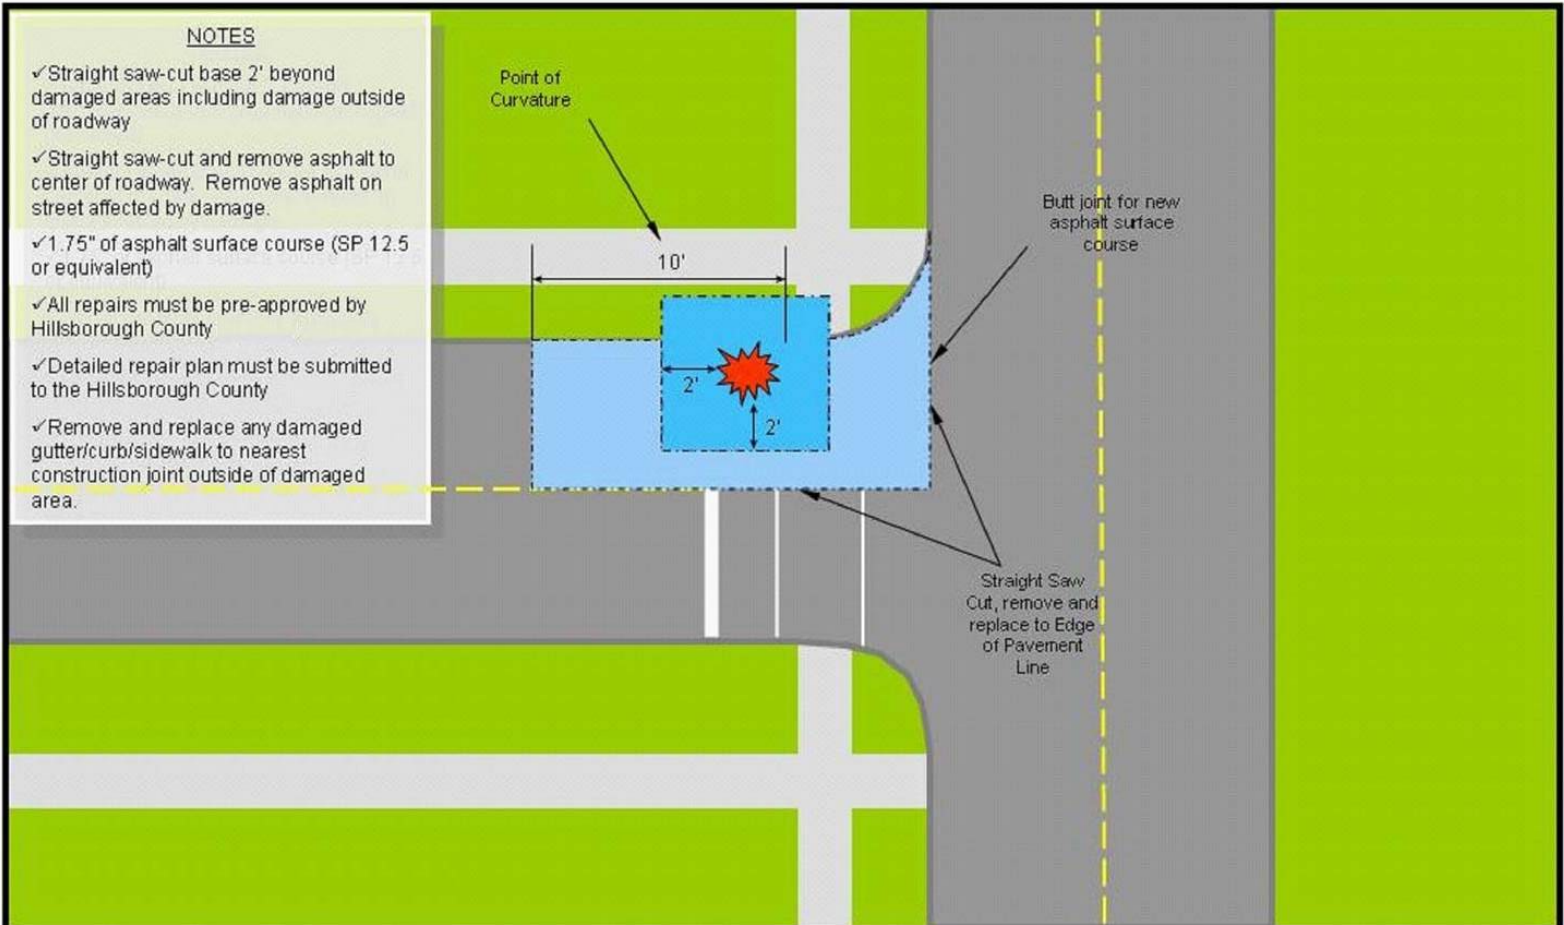 NOTES
✓Straight saw-cut base 2' beyond
damaged areas including damage outside
of roadway
✓Straight saw-cut and remove asphalt to
center of roadway. Remove asphalt on
street affected by damage.
✓1.75" of asphalt surface course (SP 12.5
or equivalent)
✓All repairs must be pre-approved by
Hillsborough County
✓Detailed repair plan must be submitted
to the Hillsborough County
✓Remove and replace any damaged
gutter/curb/sidewalk to nearest
construction joint outside of damaged
area.
Point of
Curvature
10'
2'
2'
Butt joint for new
asphalt surface
course
Straight Saw
Cut, remove and
replace to Edge
of Pavement
Line